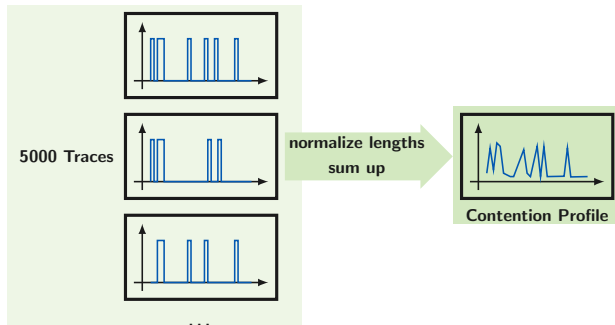 5000 Traces
normalize lengths
sum up
Contention Profile
...